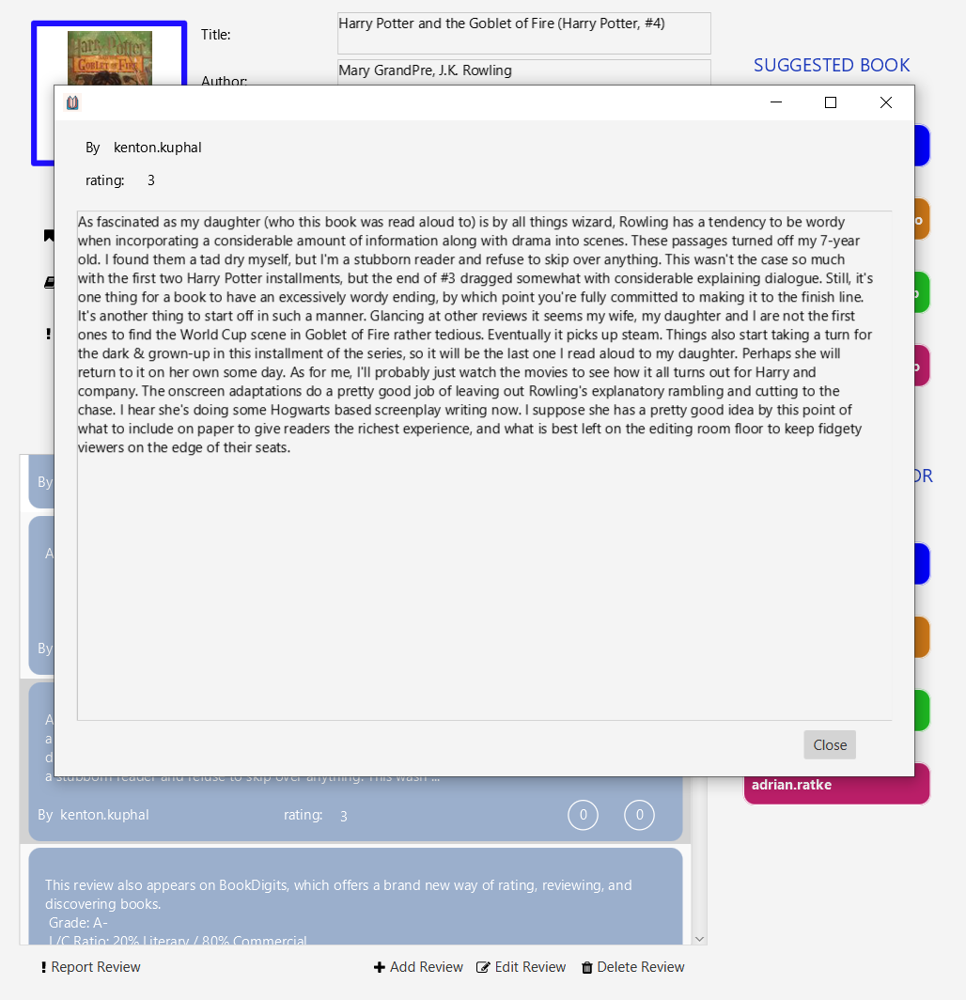 Harry Potter
GOBLET OF FIRE
Title:
Harry Potter and the Goblet of Fire (Harry Potter, #4)
Author:
Mary GrandPre, J.K. Rowling
SUGGESTED BOOK
By kenton.kuphal
rating: 3
As fascinated as my daughter (who this book was read aloud to) is by all things wizard, Rowling has a tendency to be wordy
when incorporating a considerable amount of information along with drama into scenes. These passages turned off my 7-year
old. I found them a tad dry myself, but I'm a stubborn reader and refuse to skip over anything. This wasn't the case so much
with the first two Harry Potter installments, but the end of #3 dragged somewhat with considerable explaining dialogue. Still, it's
one thing for a book to have an excessively wordy ending, by which point you're fully committed to making it to the finish line.
It's another thing to start off in such a manner. Glancing at other reviews it seems my wife, my daughter and I are not the first
ones to find the World Cup scene in Goblet of Fire rather tedious. Eventually it picks up steam. Things also start taking a turn for
the dark & grown-up in this installment of the series, so it will be the last one I read aloud to my daughter. Perhaps she will
return to it on her own some day. As for me, I'll probably just watch the movies to see how it all turns out for Harry and
company. The onscreen adaptations do a pretty good job of leaving out Rowling's explanatory rambling and cutting to the
chase. I hear she's doing some Hogwarts based screenplay writing now. I suppose she has a pretty good idea by this point of
what to include on paper to give readers the richest experience, and what is best left on the editing room floor to keep fidgety
viewers on the edge of their seats.
Close
By
By
a stubborn reader and refuse to skip over anything. This wasn ...
By kenton.kuphal rating: 3 0 0
adrian.ratke
This review also appears on BookDigits, which offers a brand new way of rating, reviewing, and
discovering books.
Grade: A-
L/C Ratio: 20% Literary / 80% Commercial
Report Review Add Review Edit Review Delete Review